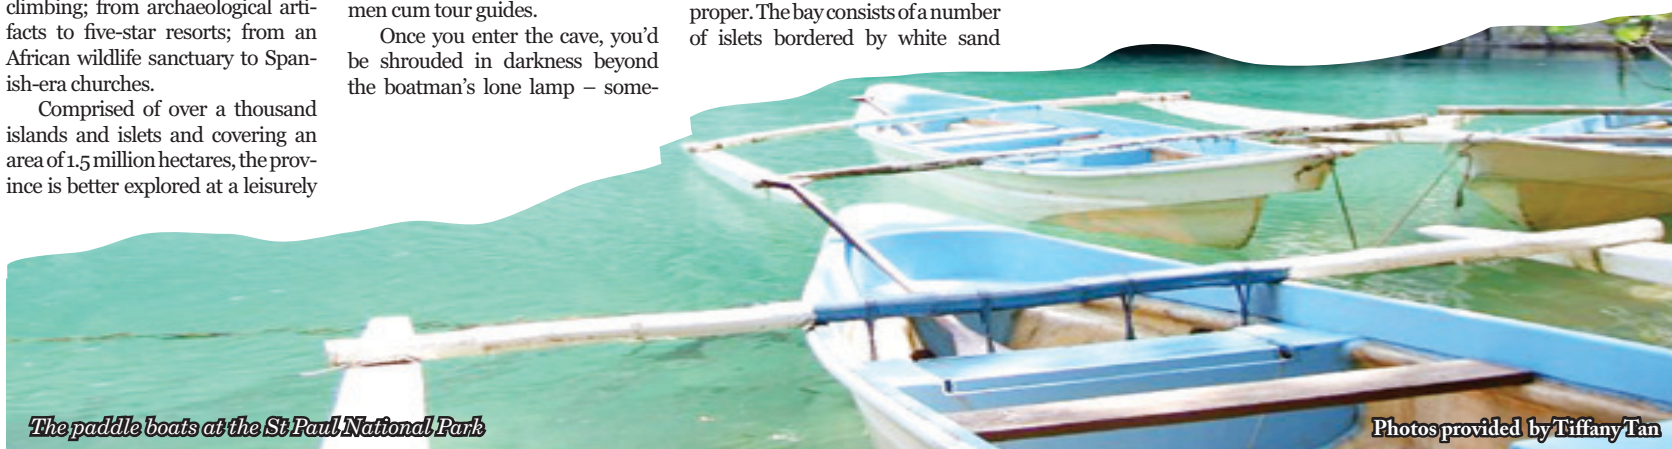 climbing; from archaeological arti-
facts to five-star resorts; from an
African wildlife sanctuary to Span-
ish-era churches.
Comprised of over a thousand
islands and islets and covering an
area of 1.5 million hectares, the prov-
ince is better explored at a leisurely
men cum tour guides.
Once you enter the cave, you’d
be shrouded in darkness beyond
the boatman’s lone lamp – some-
proper. The bay consists of a number
of islets bordered by white sand
The paddle boats at the St Paul National Park
Photos provided by Tiffany Tan